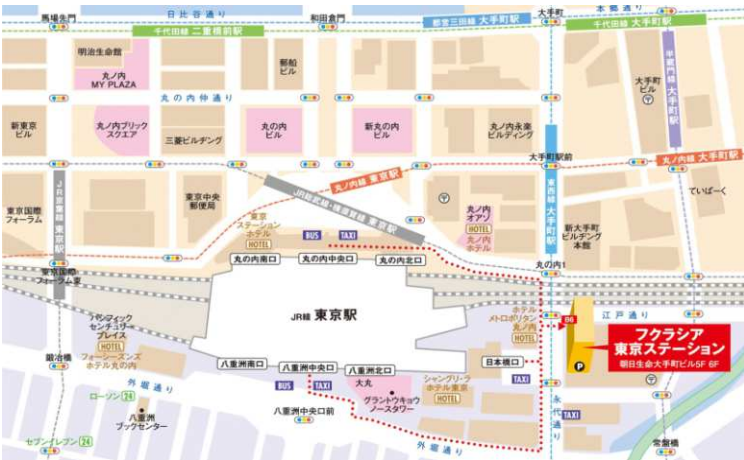 馬場先門
日比谷通り
和田倉門
都営三田線 大手町駅
大手町
本郷通り
千代田線 二重橋前駅
千代田線 大手町駅
明治生命館
丸ノ内
MY PLAZA
郵船
ビル
大手町
ビル
半蔵門線 大手町駅
丸の内仲通り
新東京
ビル
丸ノ内ブリック
スクエア
三菱ビルヂング
丸の内
ビル
新丸の内
ビル
丸ノ内永楽
ビルディング
大手町駅前
丸ノ内線 大手町駅
丸ノ内線 東京駅
JR京葉線 東京駅
JR総武線・横須賀線 東京駅
東西線 大手町駅
ていぱーく
東京国際
フォーラム
東京中央
郵便局
東京
ステーション
ホテル
HOTEL
BUS
TAXI
丸ノ内
オアゾ
HOTEL
丸ノ内
ホテル
新大手町
ビルヂング
本館
丸の内1
東京国際
フォーラム東
丸の内南口
丸の内中央口
丸の内北口
JR線 東京駅
ホテル
メトロポリタン
丸ノ内
HOTEL
B6
江戸通り
フクラシア
東京ステーション
朝日生命大手町ビル5F 6F
P
パシフィック
センチュリー
プレイス
HOTEL
フォーシーズンズ
ホテル丸の内
鍛冶橋
八重洲南口
八重洲中央口
八重洲北口
日本橋口
BUS
TAXI
TAXI
大丸
グラントウキョウ
ノースタワー
シャングリ・ラ
ホテル東京
HOTEL
外堀通り
ローソン 24
八重洲
ブックセンター
八重洲中央口前
セブンイレブン 24
外堀通り
永代通り
TAXI
常盤橋